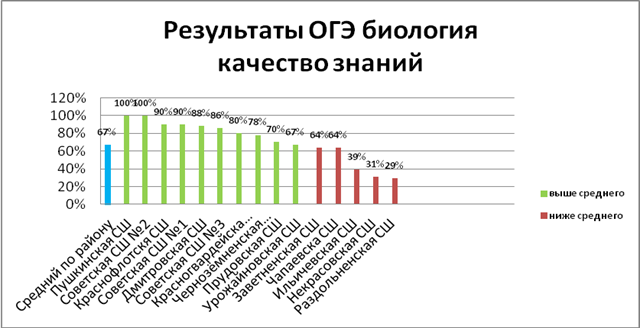 Результаты ОГЭ биология
качество знаний
120%
100%
80%
60%
40%
20%
0%
67%
100%
100%
90%
90%
88%
86%
80%
78%
70%
67%
64%
64%
39%
31%
29%
Средний по району
Пушкинская СШ
Советская СШ №2
Краснофлотская СШ
Советская СШ №1
Дмитровская СШ
Советская СШ №3
Красногвардейска...
Чернозёмненская...
Прудовская СШ
Урожайновская СШ
Заветненская СШ
Чапаевска СШ
Ильичевская СШ
Некрасовская СШ
Раздольненская СШ
выше среднего
ниже среднего